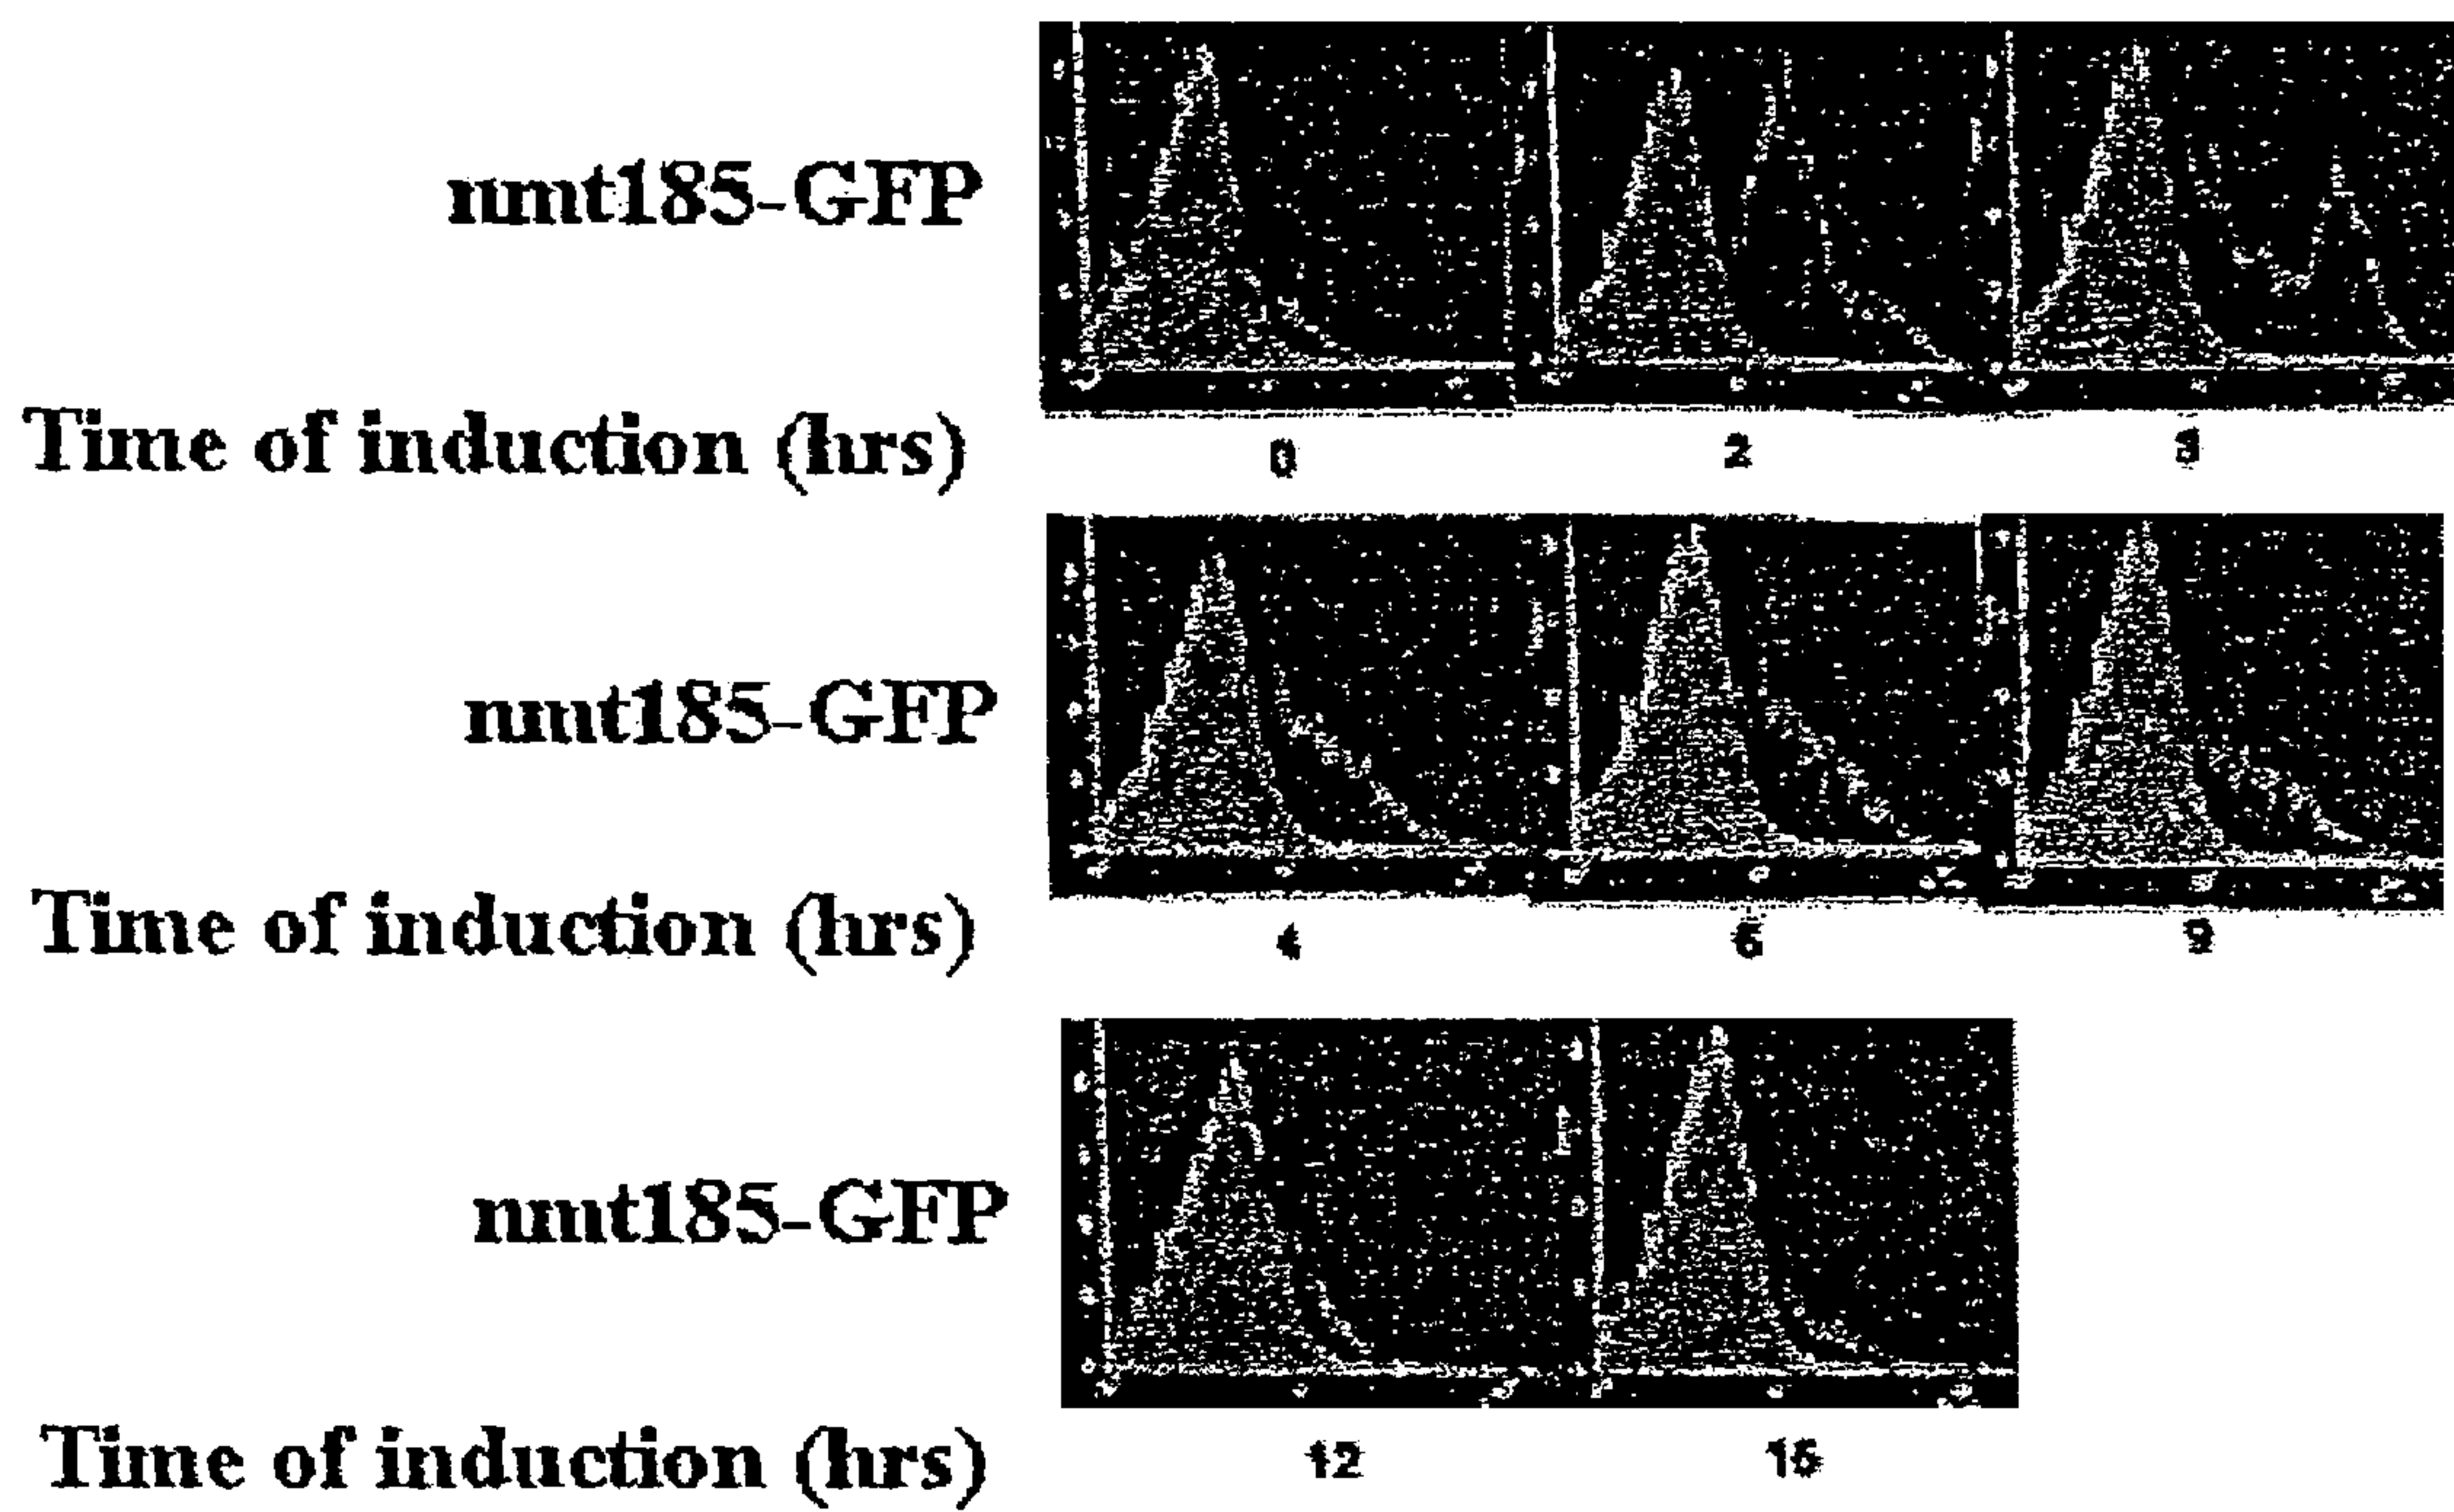 nmt185-GFP
Time of induction (hrs)
0 2 3
nmt185-GFP
Time of induction (hrs)
4 6 9
nmt185-GFP
Time of induction (hrs)
12